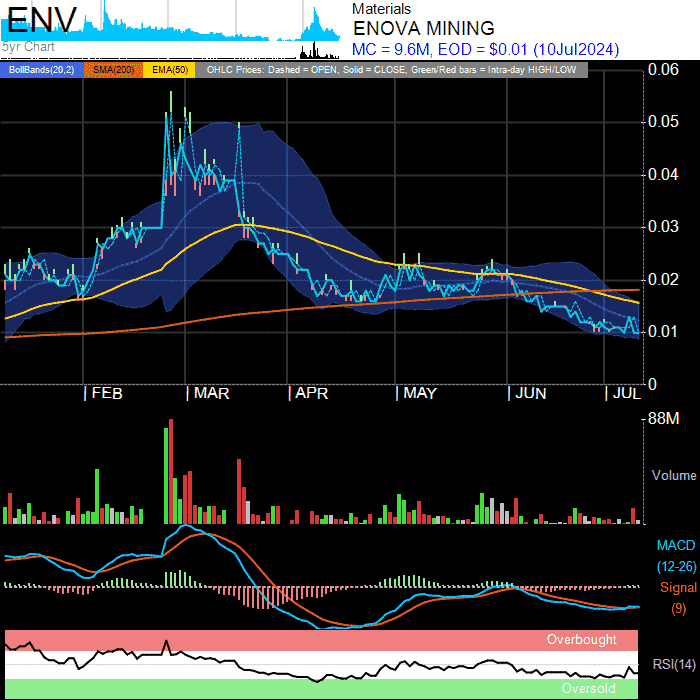 ENV
5yr Chart
Materials
ENOVA MINING
MC = 9.6M, EOD = $0.01 (10Jul2024)
BollBands(20,2) SMA(200) EMA(50) OHLC Prices: Dashed = OPEN, Solid = CLOSE, Green/Red bars = Intra-day HIGH/LOW
0.06
0.05
0.04
0.03
0.02
0.01
0
FEB MAR APR MAY JUN JUL
88M
Volume
MACD
(12-26)
Signal
(9)
Overbought
RSI(14)
Oversold